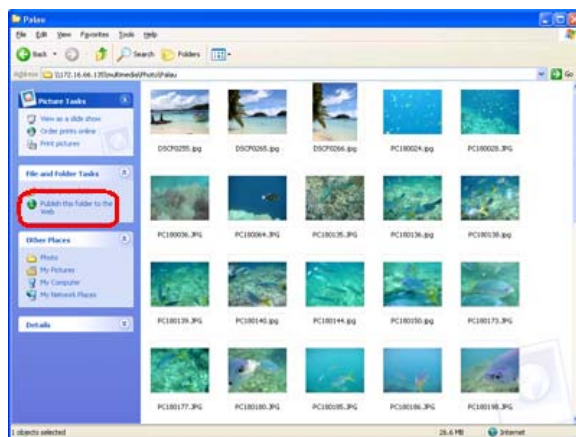 Palau
File Edit View Favorites Tools Help
Back Search Folders
Address \\172.16.66.135\multimedia\Photo\Palau Go
Picture Tasks
View as a slide show
Order prints online
Print pictures
File and Folder Tasks
Publish this folder to the
Web
Other Places
Photo
My Pictures
My Computer
My Network Places
Details
DSCF0255.jpg DSCF0265.jpg DSCF0266.jpg PC180024.jpg PC180028.JPG
PC180036.JPG PC180064.JPG PC180135.JPG PC180136.jpg PC180138.jpg
PC180139.JPG PC180140.jpg PC180144.jpg PC180150.jpg PC180173.JPG
PC180177.JPG PC180180.JPG PC180185.JPG PC180186.JPG PC180198.JPG
1 objects selected 26.6 MB Internet